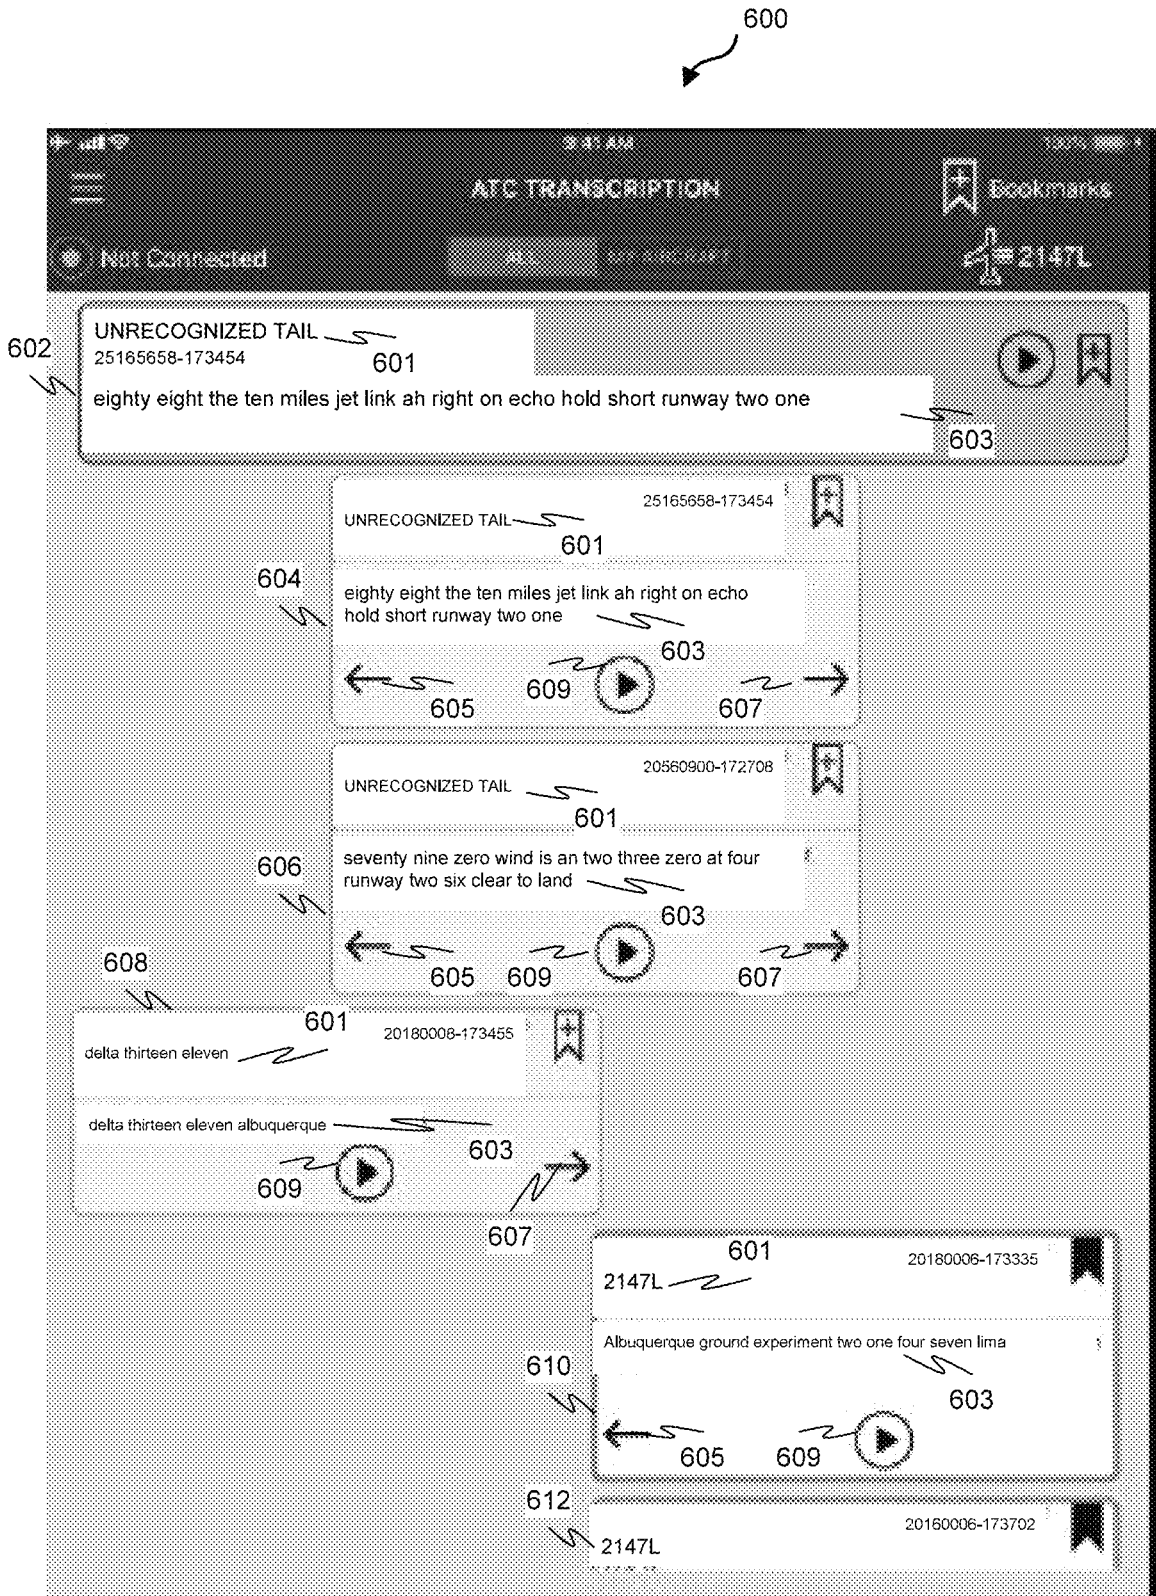 600
9:41 AM
100%
ATC TRANSCRIPTION
Bookmarks
Not Connected
ALL
2147L
UNRECOGNIZED TAIL
601
25165658-173454
602
eighty eight the ten miles jet link ah right on echo hold short runway two one
603
25165658-173454
UNRECOGNIZED TAIL
601
604
eighty eight the ten miles jet link ah right on echo
hold short runway two one
603
609
605
607
20560900-172708
UNRECOGNIZED TAIL
601
606
seventy nine zero wind is an two three zero at four
runway two six clear to land
603
605
609
607
608
601
20180008-173455
delta thirteen eleven
delta thirteen eleven albuquerque
603
609
607
601
20180006-173335
2147L
Albuquerque ground experiment two one four seven lima
610
603
605
609
612
20160006-173702
2147L